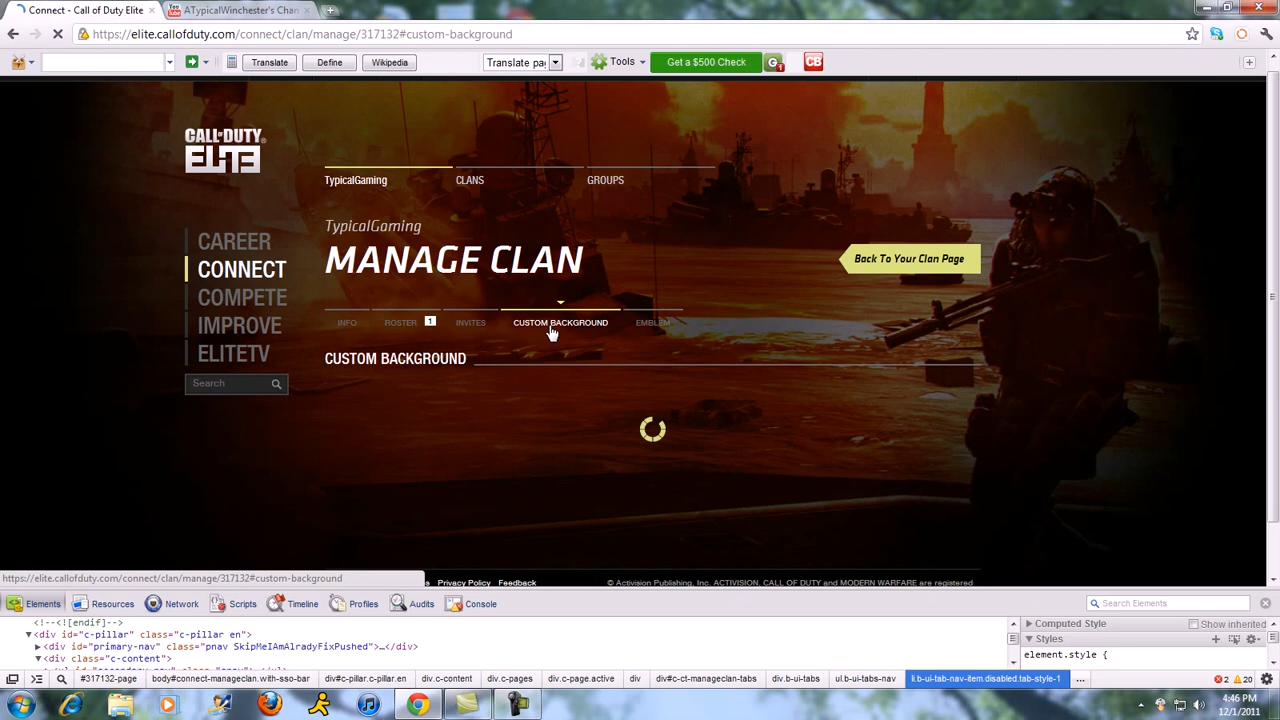 Connect - Call of Duty Elite
ATypicalWinchester's Chan
https://elite.callofduty.com/connect/clan/manage/317132#custom-background
Translate
Define
Wikipedia
Translate pa
Tools
Get a $500 Check
G 1
CB
CALL OF DUTY
ELITE
TypicalGaming
CLANS
GROUPS
TypicalGaming
MANAGE CLAN
Back To Your Clan Page
CAREER
CONNECT
COMPETE
IMPROVE
ELITETV
Search
INFO
ROSTER 1
INVITES
CUSTOM BACKGROUND
EMBLEM
CUSTOM BACKGROUND
https://elite.callofduty.com/connect/clan/manage/317132#custom-background
Privacy Policy
Feedback
© Activision Publishing, Inc. ACTIVISION, CALL OF DUTY and MODERN WARFARE are registered
Elements
Resources
Network
Scripts
Timeline
Profiles
Audits
Console
Search Elements
<!--<![endif]-->
<div id="c-pillar" class="c-pillar en">
<div id="primary-nav" class="pnav SkipMeIAmAlradyFixPushed">…</div>
<div class="c-content">
Computed Style
Show inherited
Styles
element.style {
#317132-page
body#connect-manageclan.with-sso-bar
div#c-pillar.c-pillar.en
div.c-content
div.c-pages
div.c-page.active
div
div#c-ct-manageclan-tabs
div.b-ui-tabs
ul.b-ui-tabs-nav
li.b-ui-tab-nav-item.disabled.tab-style-1
...
2
20
4:46 PM
12/1/2011